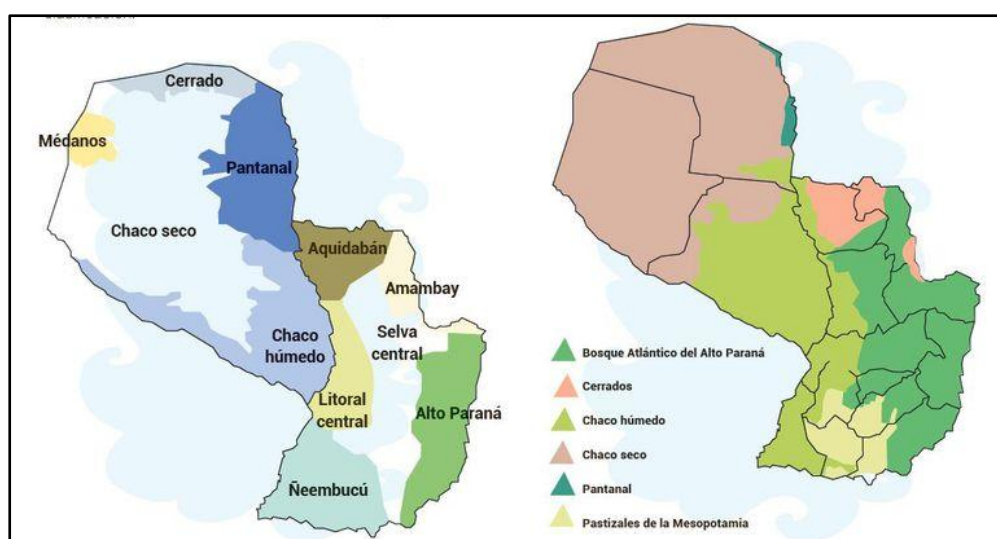 Cerrado
Médanos
Pantanal
Chaco seco
Aquidabán
Amambay
Chaco
húmedo
Selva
central
Litoral
central
Alto Paraná
Ñeembucú
Bosque Atlántico del Alto Paraná
Cerrados
Chaco húmedo
Chaco seco
Pantanal
Pastizales de la Mesopotamia